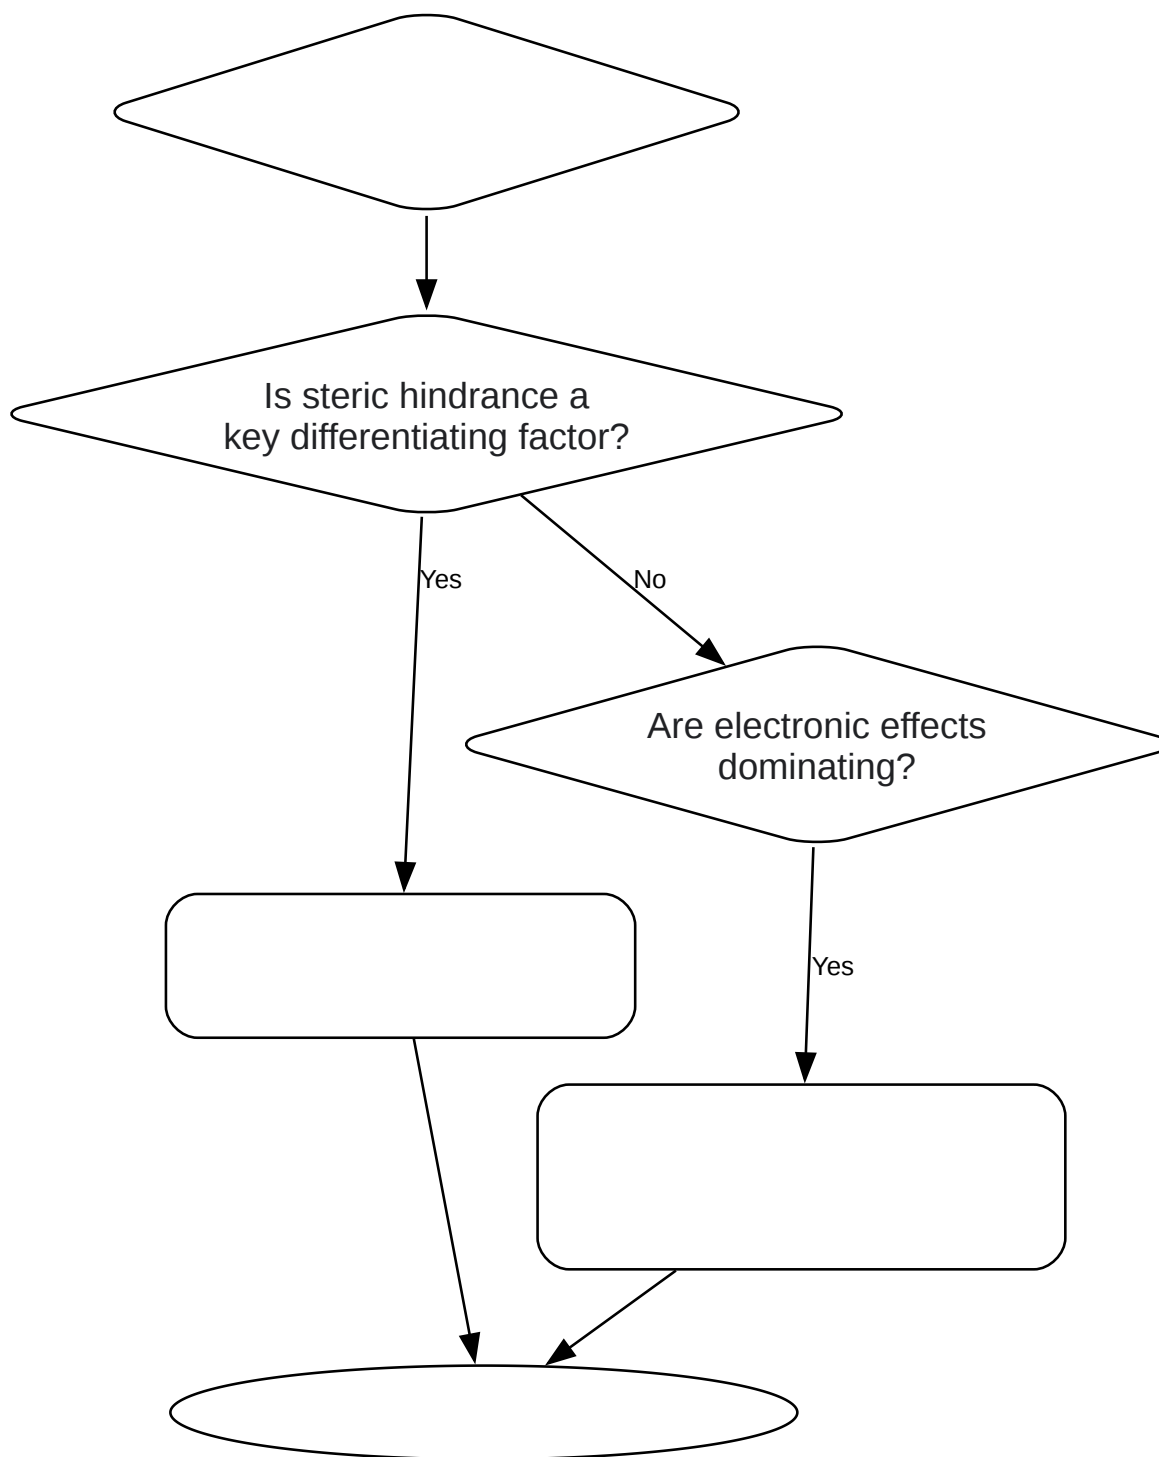 Is steric hindrance a
key differentiating factor?
Yes
No
Are electronic effects
dominating?
Yes